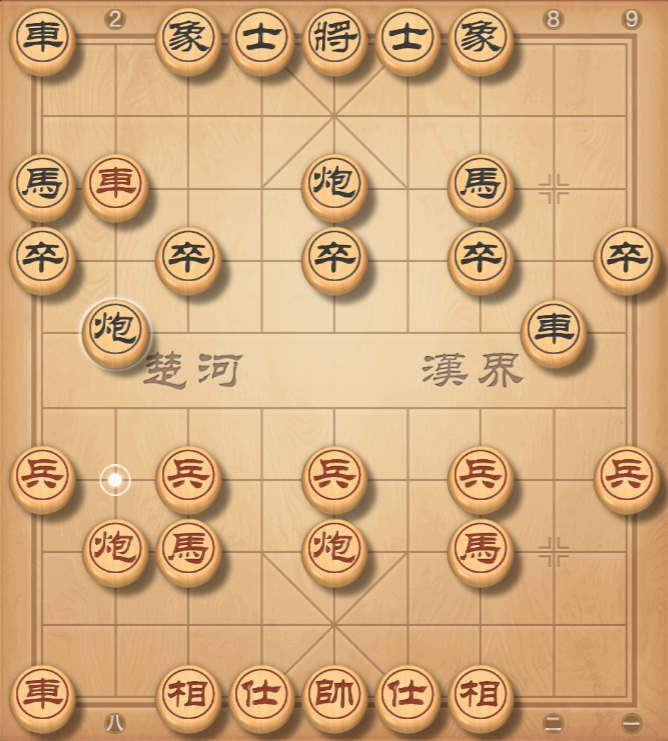 2 8 9
車 象 士 將 士 象
馬 車 炮 馬
卒 卒 卒 卒 卒
炮 車
楚河 漢界
兵 兵 兵 兵 兵
炮 馬 炮 馬
車 相 仕 帥 仕 相
八 二 一